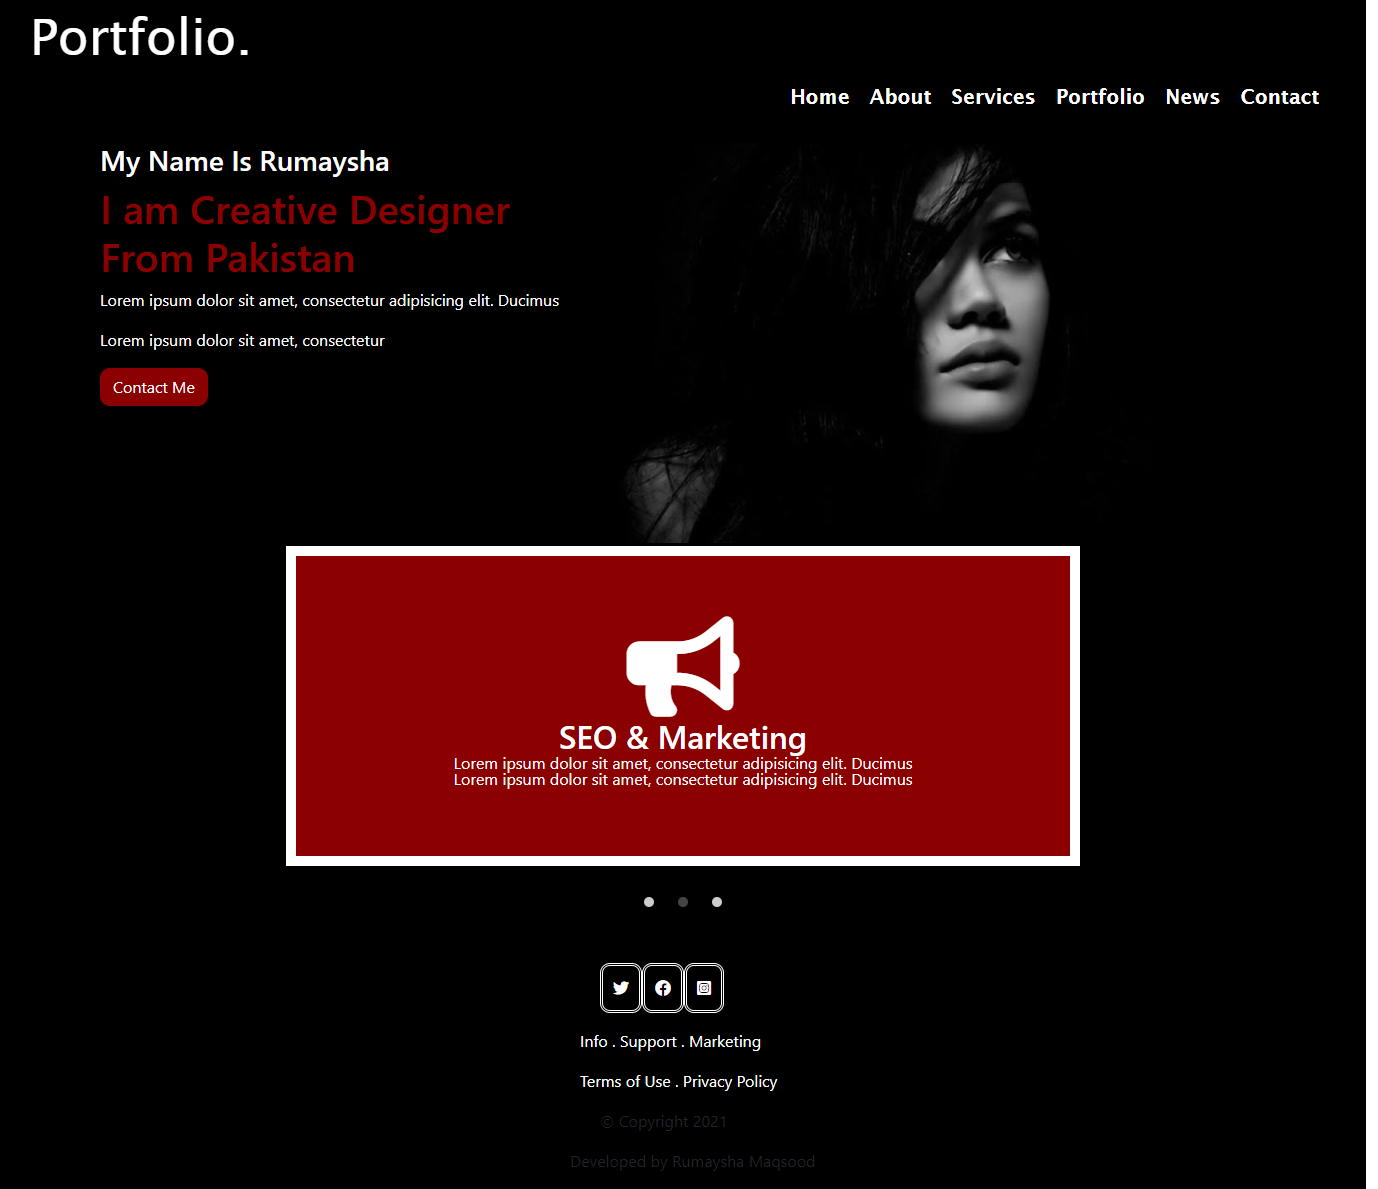 Portfolio.
Home About Services Portfolio News Contact
My Name Is Rumaysha
I am Creative Designer
From Pakistan
Lorem ipsum dolor sit amet, consectetur adipisicing elit. Ducimus
Lorem ipsum dolor sit amet, consectetur
Contact Me
SEO & Marketing
Lorem ipsum dolor sit amet, consectetur adipisicing elit. Ducimus
Lorem ipsum dolor sit amet, consectetur adipisicing elit. Ducimus
Info . Support . Marketing
Terms of Use . Privacy Policy
© Copyright 2021
Developed by Rumaysha Maqsood